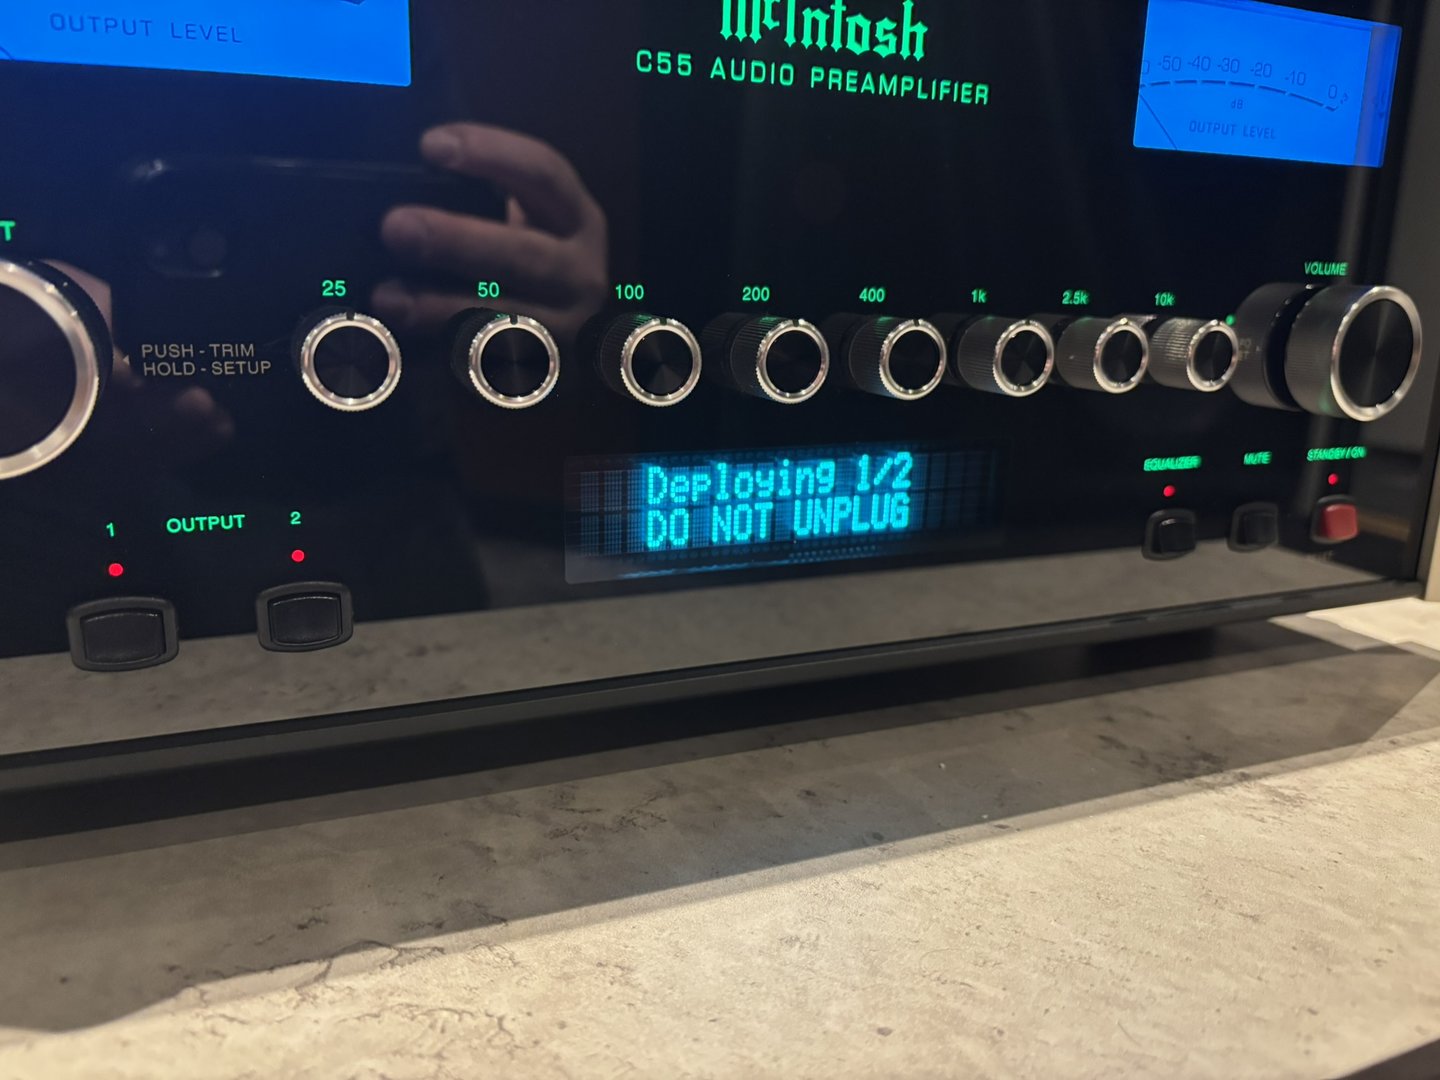 OUTPUT LEVEL
McIntosh
C55 AUDIO PREAMPLIFIER
-50 -40 -30 -20 -10 0
dB
OUTPUT LEVEL
T
VOLUME
25 50 100 200 400 1k 2.5k 10k
PUSH - TRIM
HOLD - SETUP
Deploying 1/2
DO NOT UNPLUG
EQUALIZER MUTE STANDBY/ON
1 OUTPUT 2